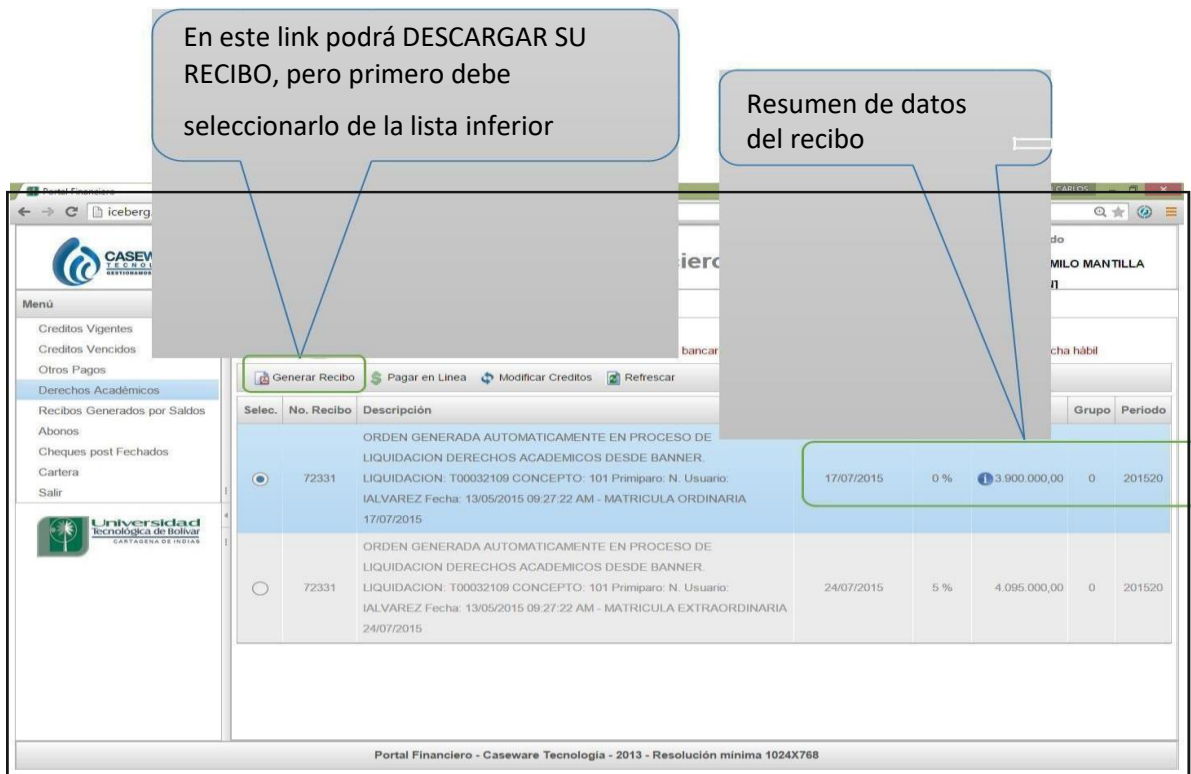 En este link podrá DESCARGAR SU
RECIBO, pero primero debe
seleccionarlo de la lista inferior
Resumen de datos
del recibo
Portal Financiero
iceberg.
do
MILO MANTILLA
TECNOL
Menú
Creditos Vigentes
Creditos Vencidos
Otros Pagos
Derechos Académicos
Recibos Generados por Saldos
Abonos
Cheques post Fechados
Cartera
Salir
Universidad
Tecnológica de Bolívar
CARTAGENA DE INDIAS
bancar
cha hábil
Generar Recibo Pagar en Linea Modificar Creditos Refrescar
Selec. No. Recibo Descripción Grupo Periodo
ORDEN GENERADA AUTOMATICAMENTE EN PROCESO DE
LIQUIDACION DERECHOS ACADEMICOS DESDE BANNER.
72331 LIQUIDACION: T00032109 CONCEPTO: 101 Primiparo: N. Usuario: 17/07/2015 0 % 3.900.000,00 0 201520
IALVAREZ Fecha: 13/05/2015 09:27:22 AM - MATRICULA ORDINARIA
17/07/2015
ORDEN GENERADA AUTOMATICAMENTE EN PROCESO DE
LIQUIDACION DERECHOS ACADEMICOS DESDE BANNER.
72331 LIQUIDACION: T00032109 CONCEPTO: 101 Primiparo: N. Usuario: 24/07/2015 5 % 4.095.000,00 0 201520
IALVAREZ Fecha: 13/05/2015 09:27:22 AM - MATRICULA EXTRAORDINARIA
24/07/2015
Portal Financiero - Caseware Tecnología - 2013 - Resolución mínima 1024X768